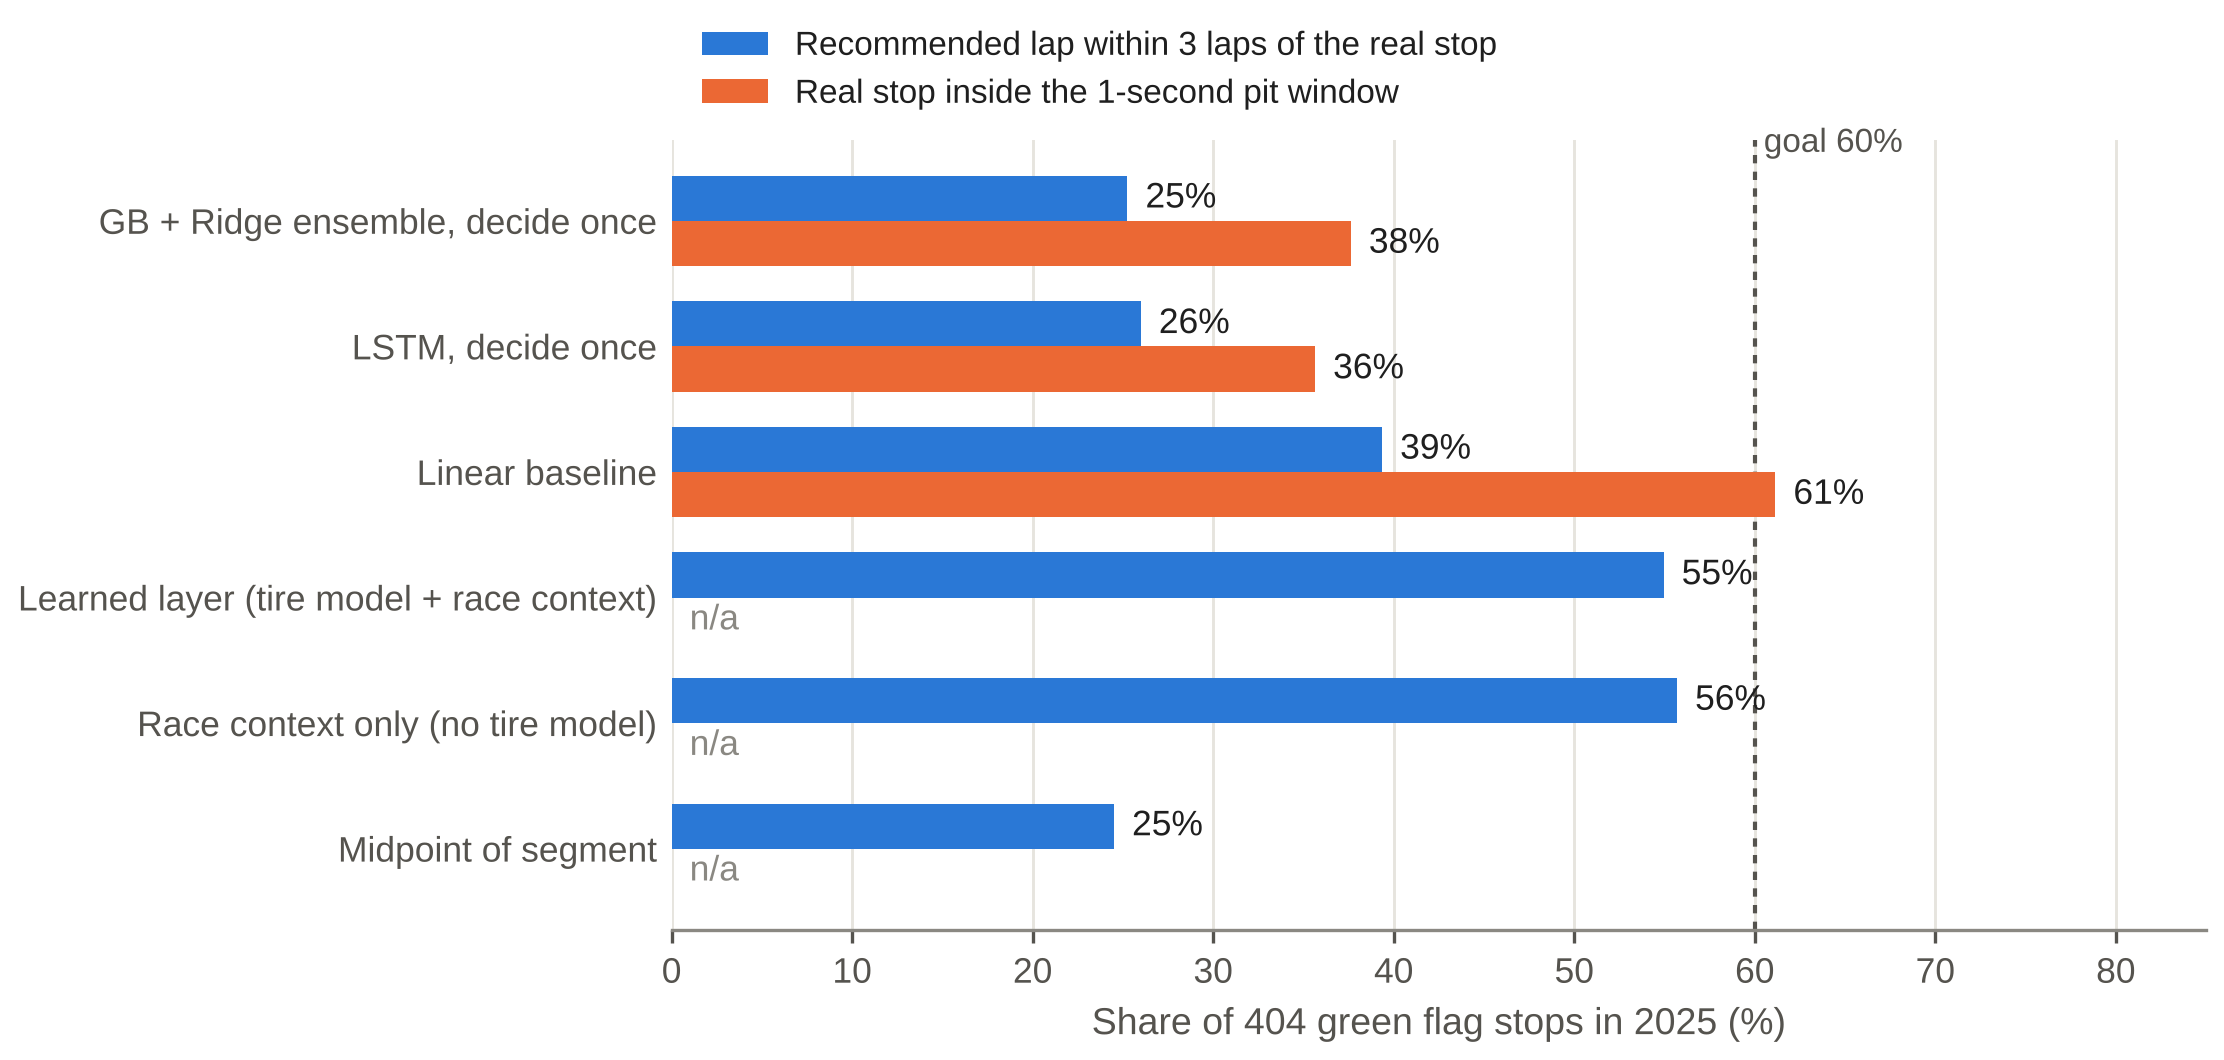 Recommended lap within 3 laps of the real stop
Real stop inside the 1-second pit window
goal 60%
GB + Ridge ensemble, decide once
25%
38%
LSTM, decide once
26%
36%
Linear baseline
39%
61%
Learned layer (tire model + race context)
55%
n/a
Race context only (no tire model)
56%
n/a
Midpoint of segment
25%
n/a
0 10 20 30 40 50 60 70 80
Share of 404 green flag stops in 2025 (%)